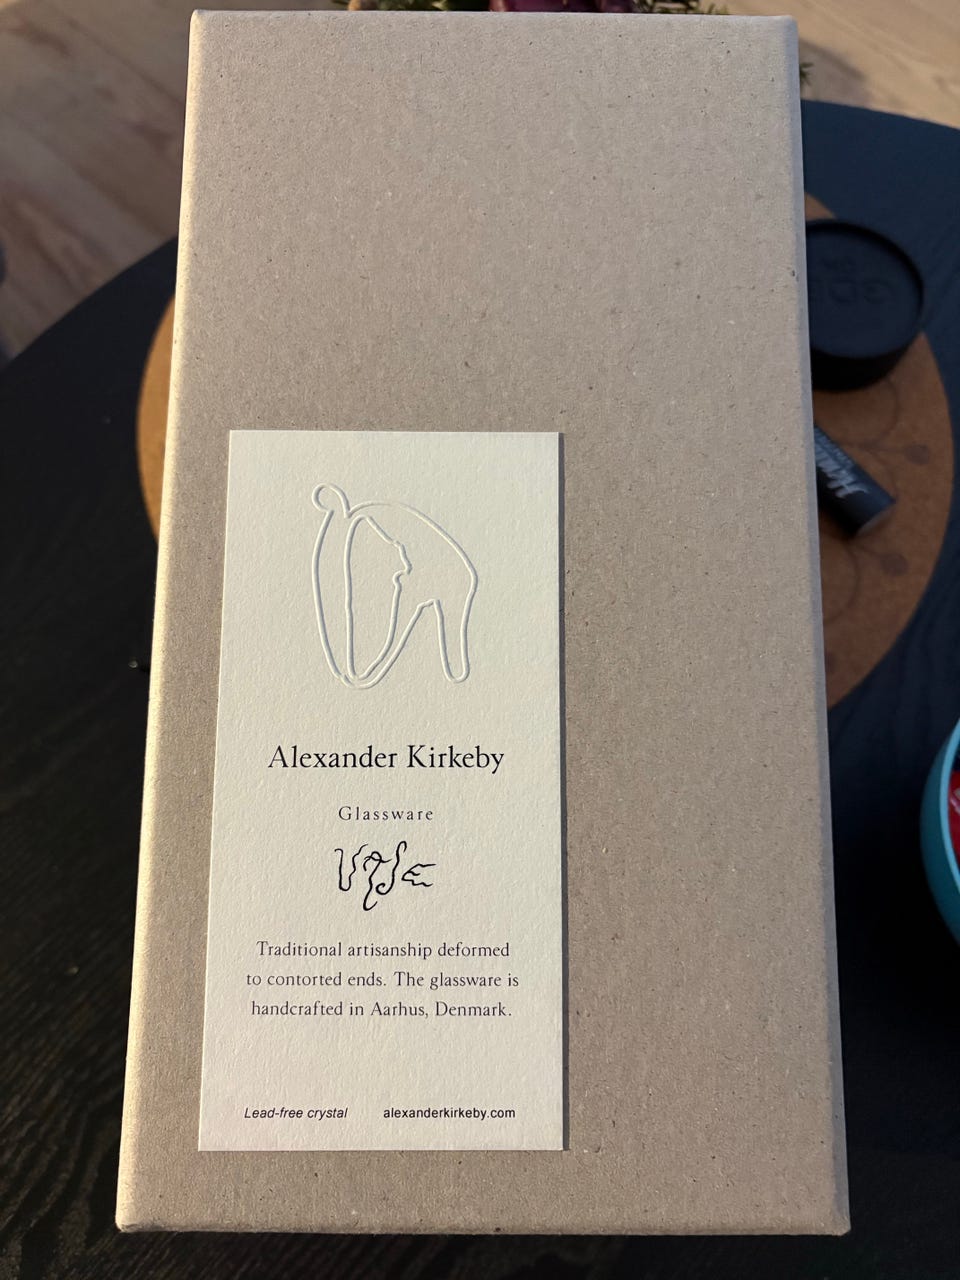 Alexander Kirkeby
Glassware
Traditional artisanship deformed
to contorted ends. The glassware is
handcrafted in Aarhus, Denmark.
Lead-free crystal alexanderkirkeby.com